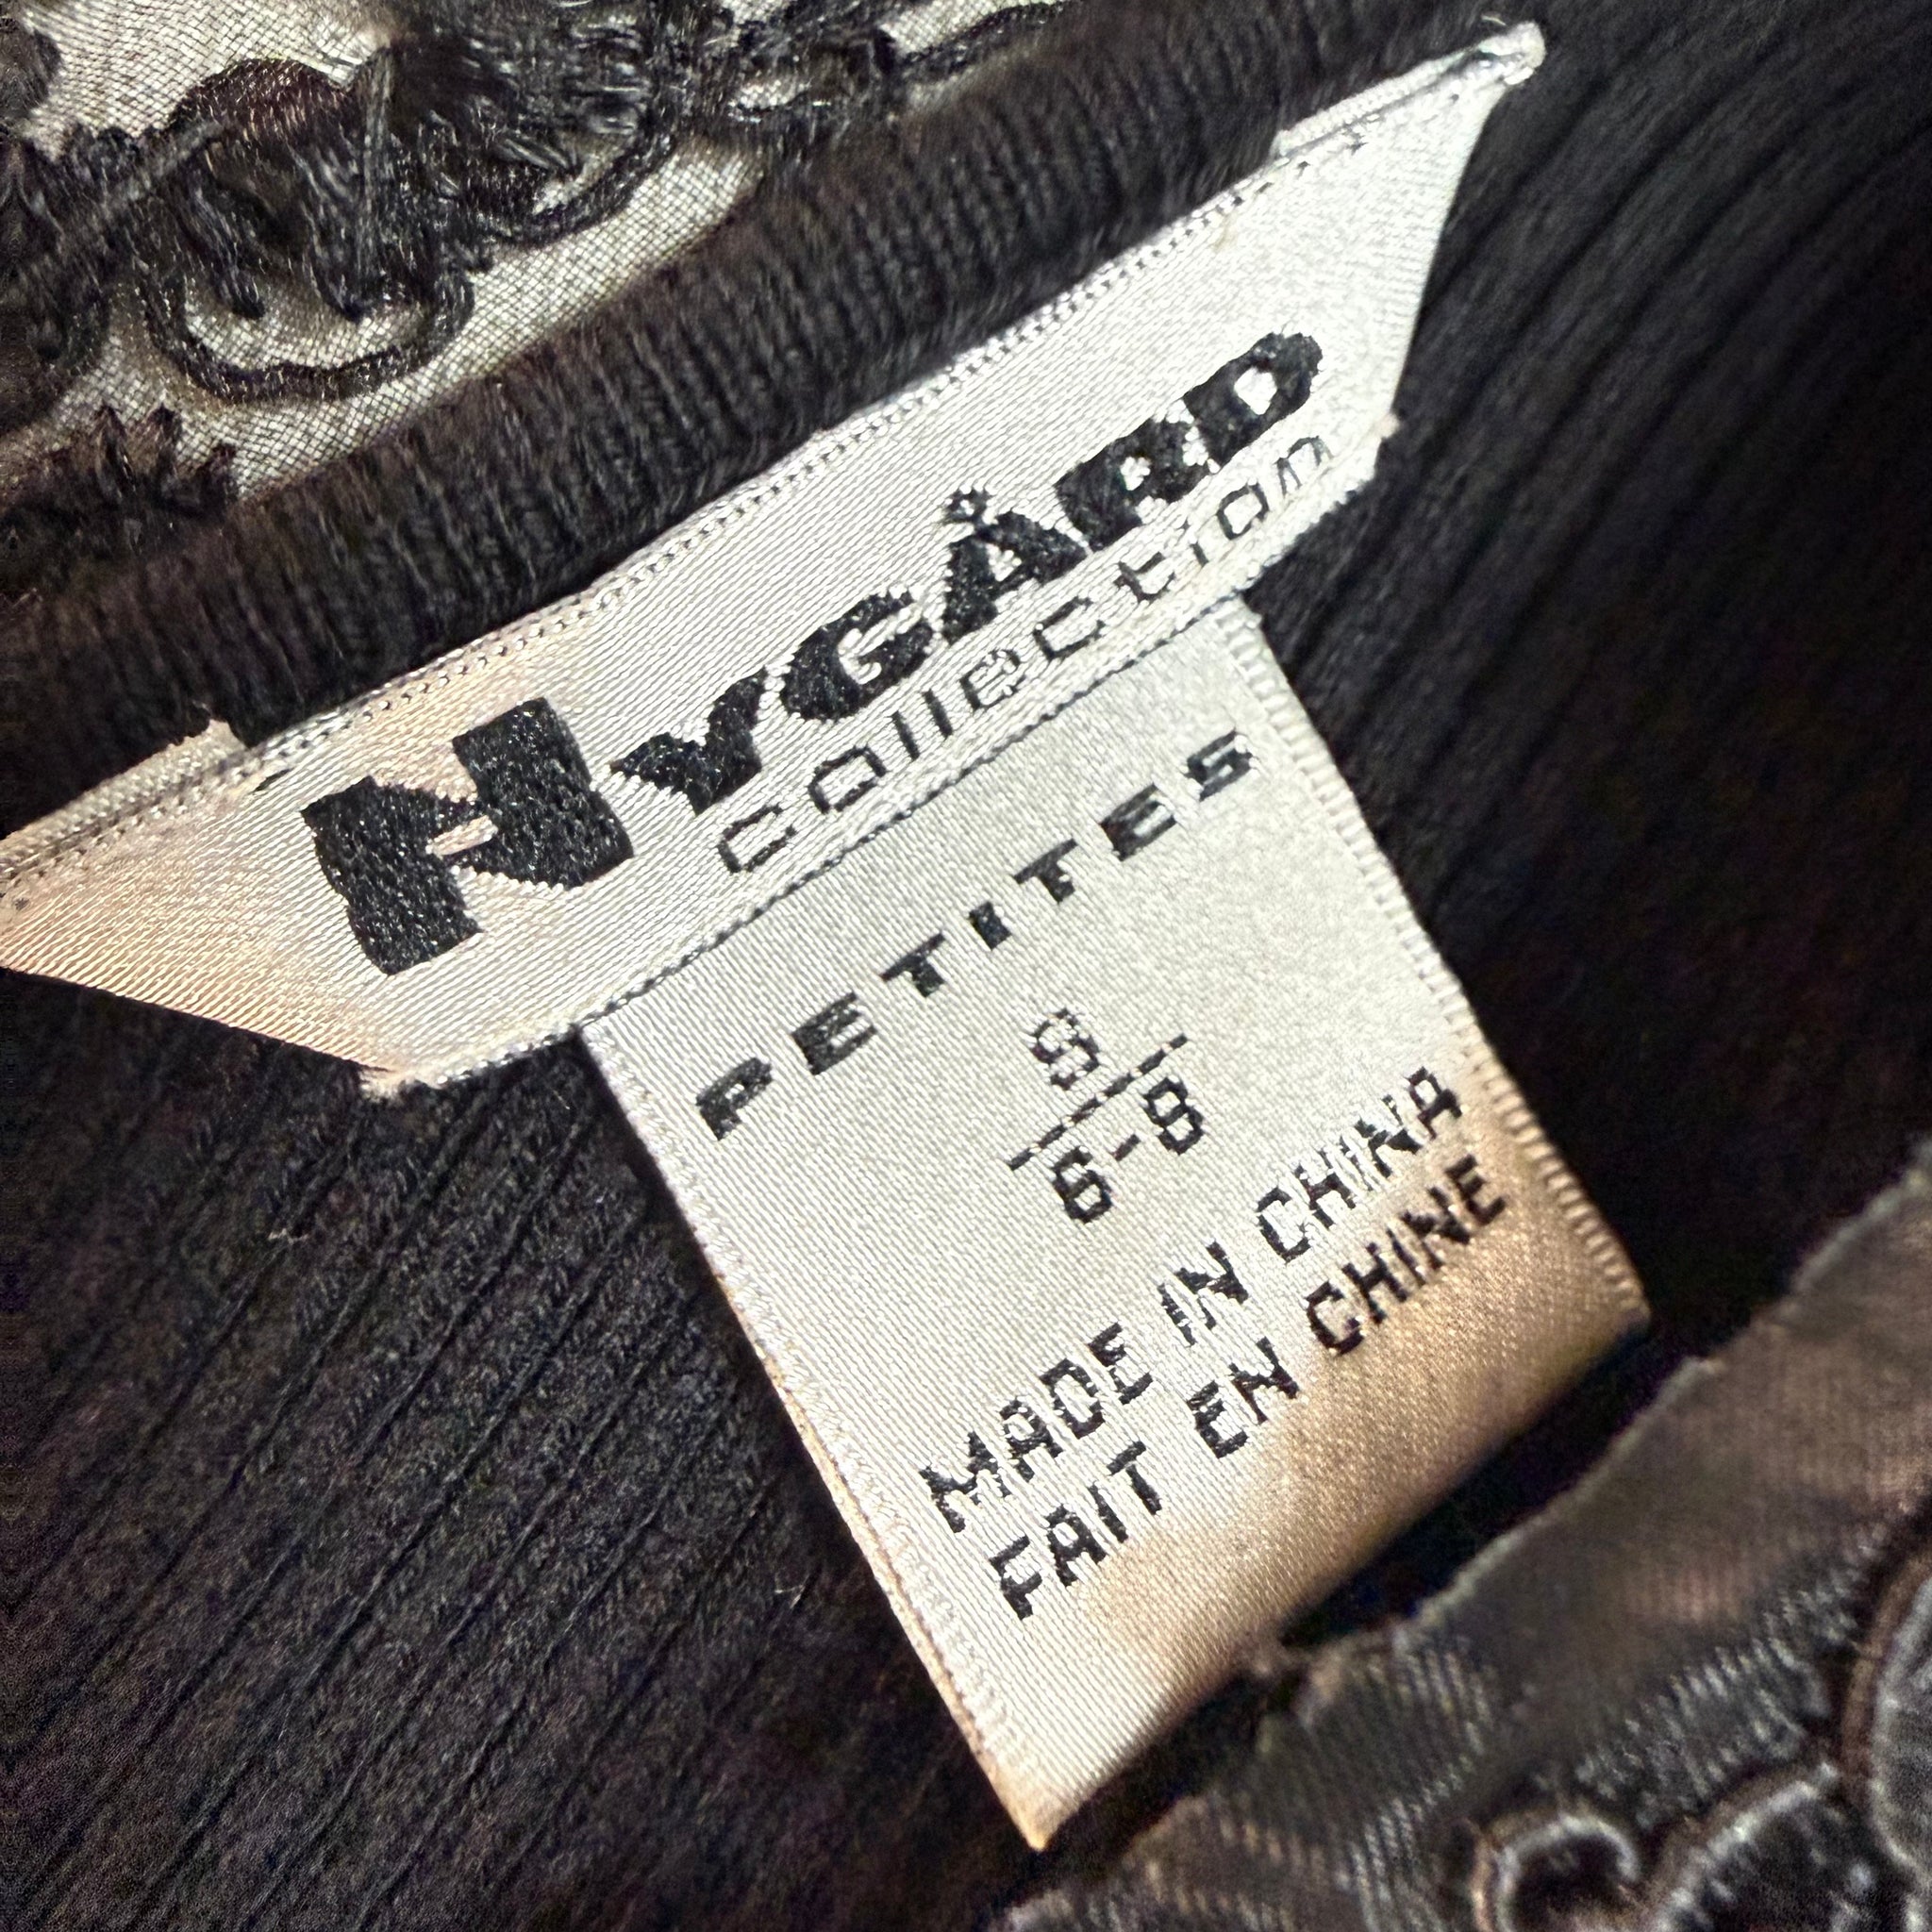 NYGÅRD
collection
PETITES
S
6-8
MADE IN CHINA
FAIT EN CHINE